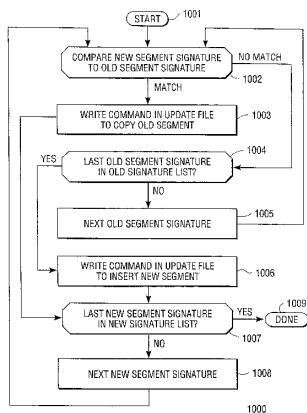 START
1001
COMPARE NEW SEGMENT SIGNATURE
TO OLD SEGMENT SIGNATURE
NO MATCH
1002
MATCH
WRITE COMMAND IN UPDATE FILE
TO COPY OLD SEGMENT
1003
YES
LAST OLD SEGMENT SIGNATURE
IN OLD SIGNATURE LIST?
1004
NO
NEXT OLD SEGMENT SIGNATURE
1005
WRITE COMMAND IN UPDATE FILE
TO INSERT NEW SEGMENT
1006
LAST NEW SEGMENT SIGNATURE
IN NEW SIGNATURE LIST?
YES
1009
DONE
1007
NO
NEXT NEW SEGMENT SIGNATURE
1008
1000